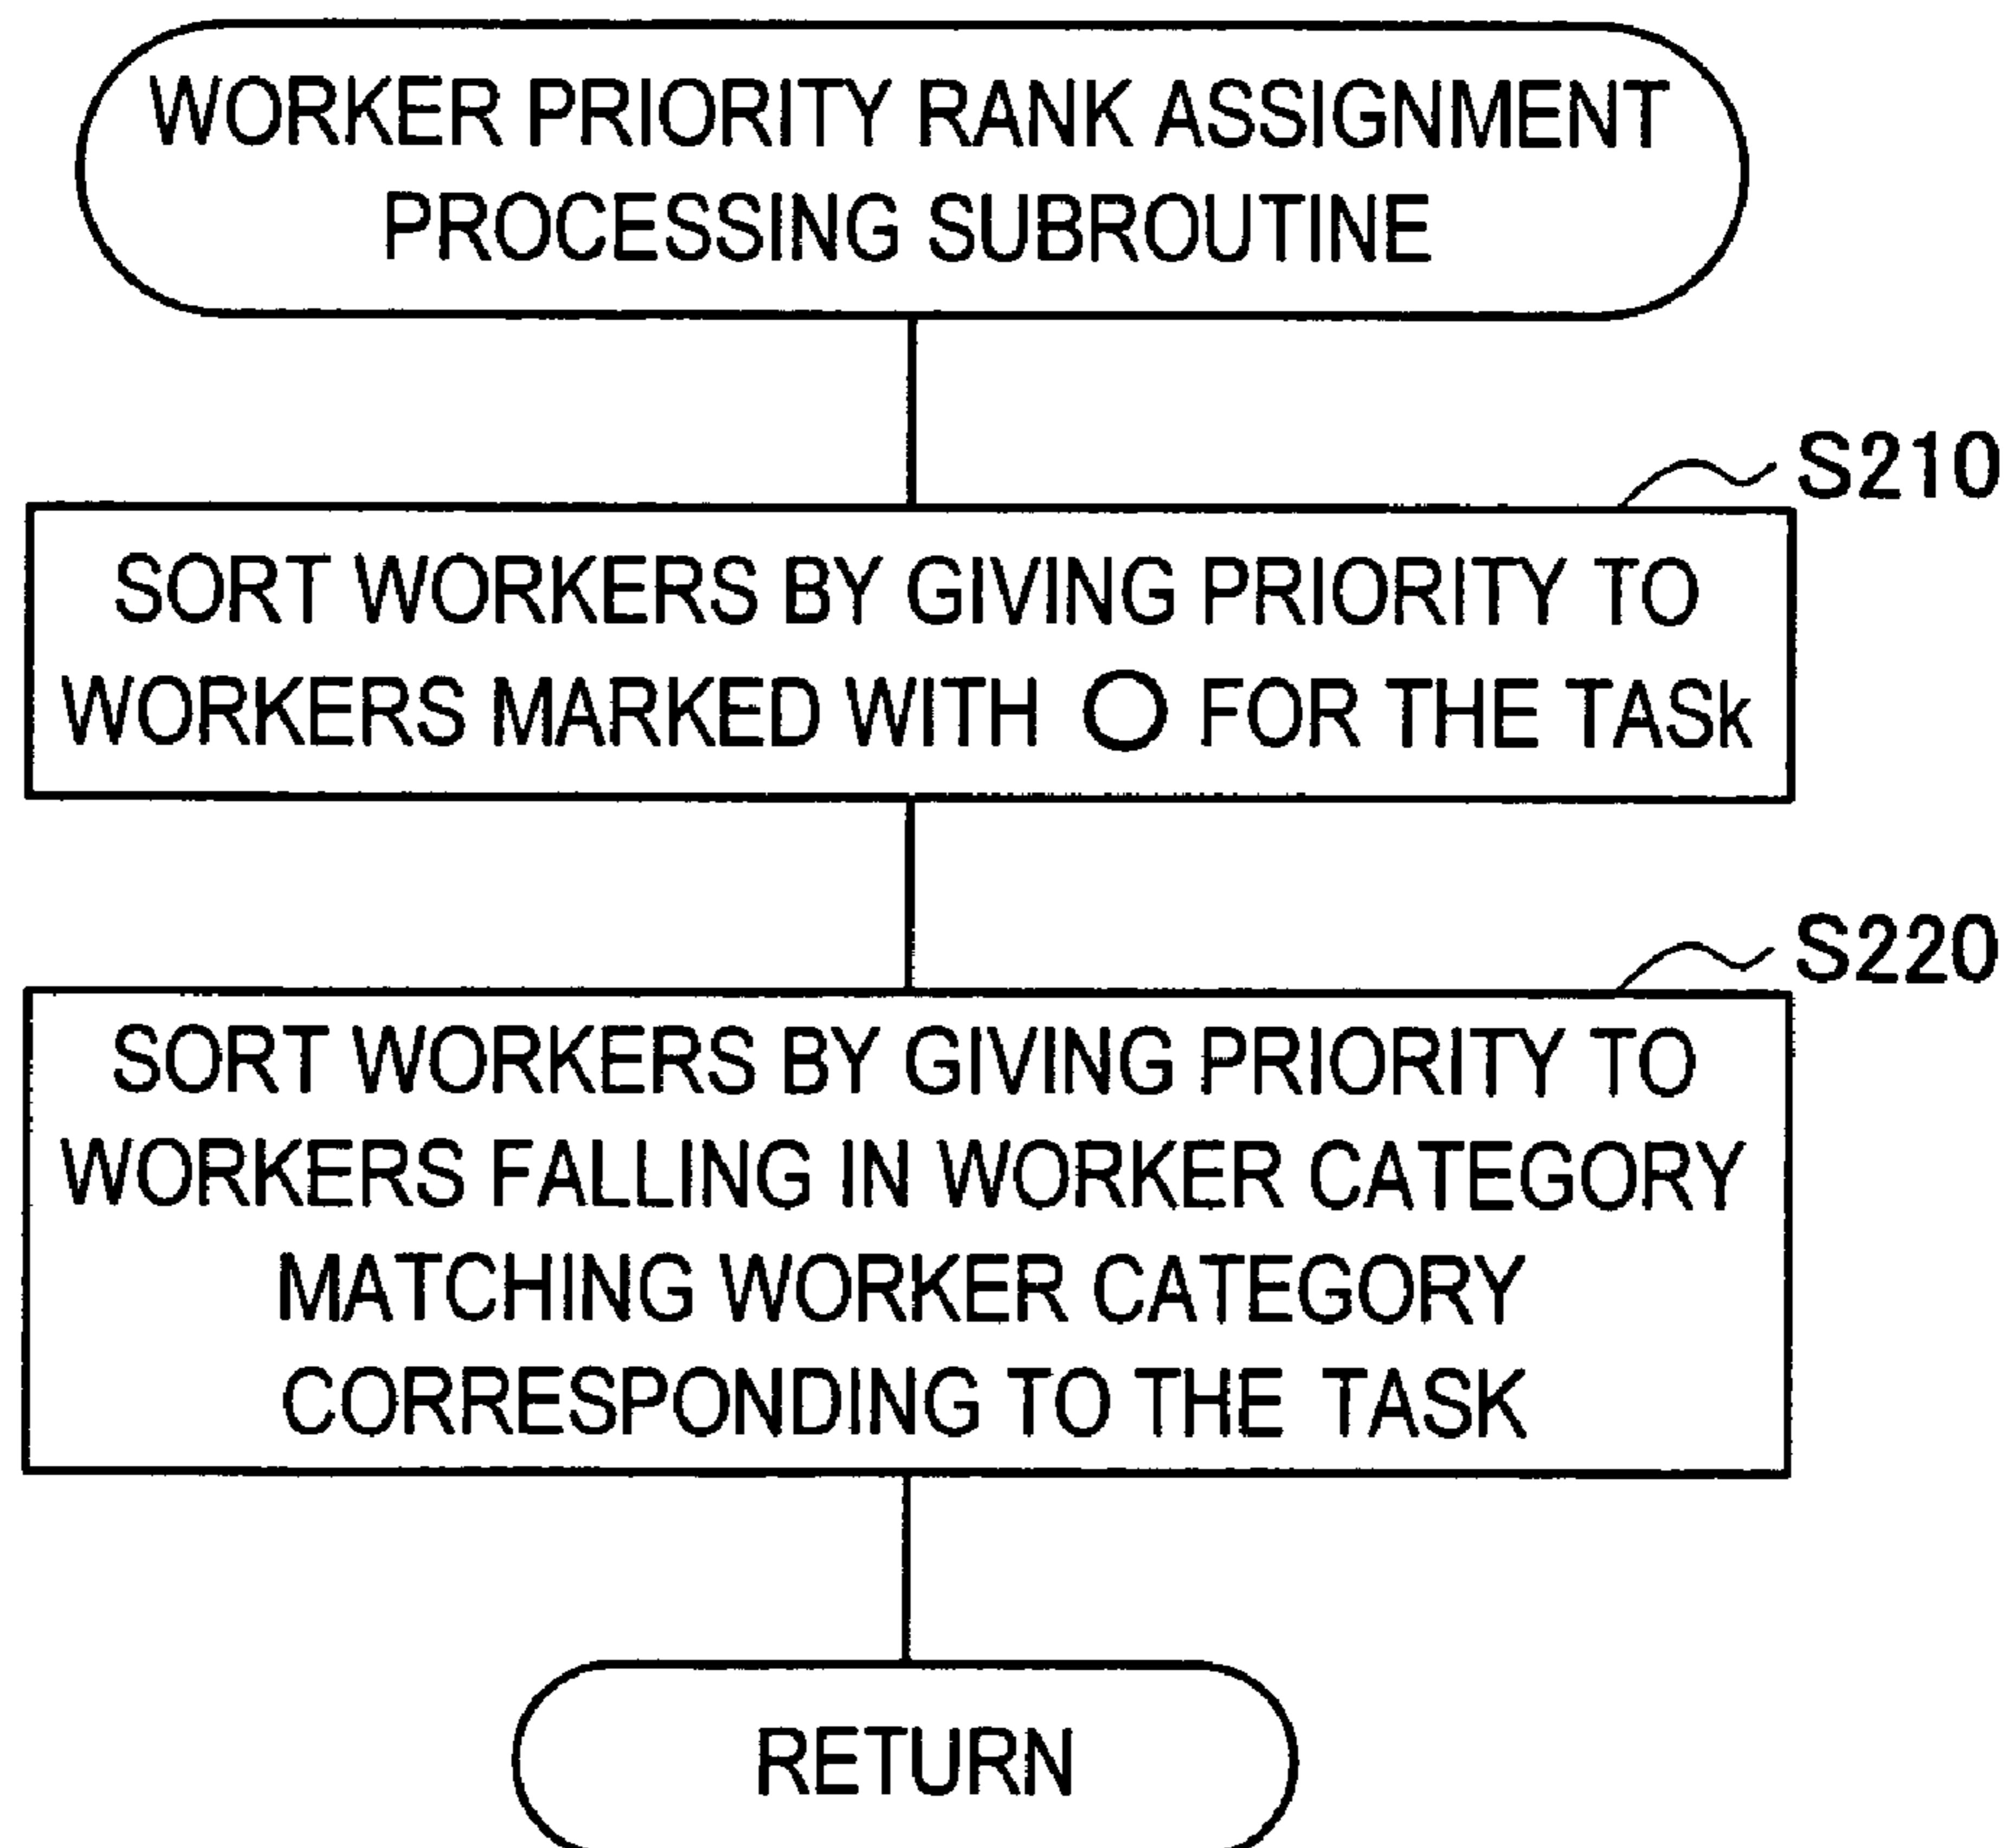 WORKER PRIORITY RANK ASSIGNMENT
PROCESSING SUBROUTINE
S210
SORT WORKERS BY GIVING PRIORITY TO
WORKERS MARKED WITH ○ FOR THE TASk
S220
SORT WORKERS BY GIVING PRIORITY TO
WORKERS FALLING IN WORKER CATEGORY
MATCHING WORKER CATEGORY
CORRESPONDING TO THE TASK
RETURN